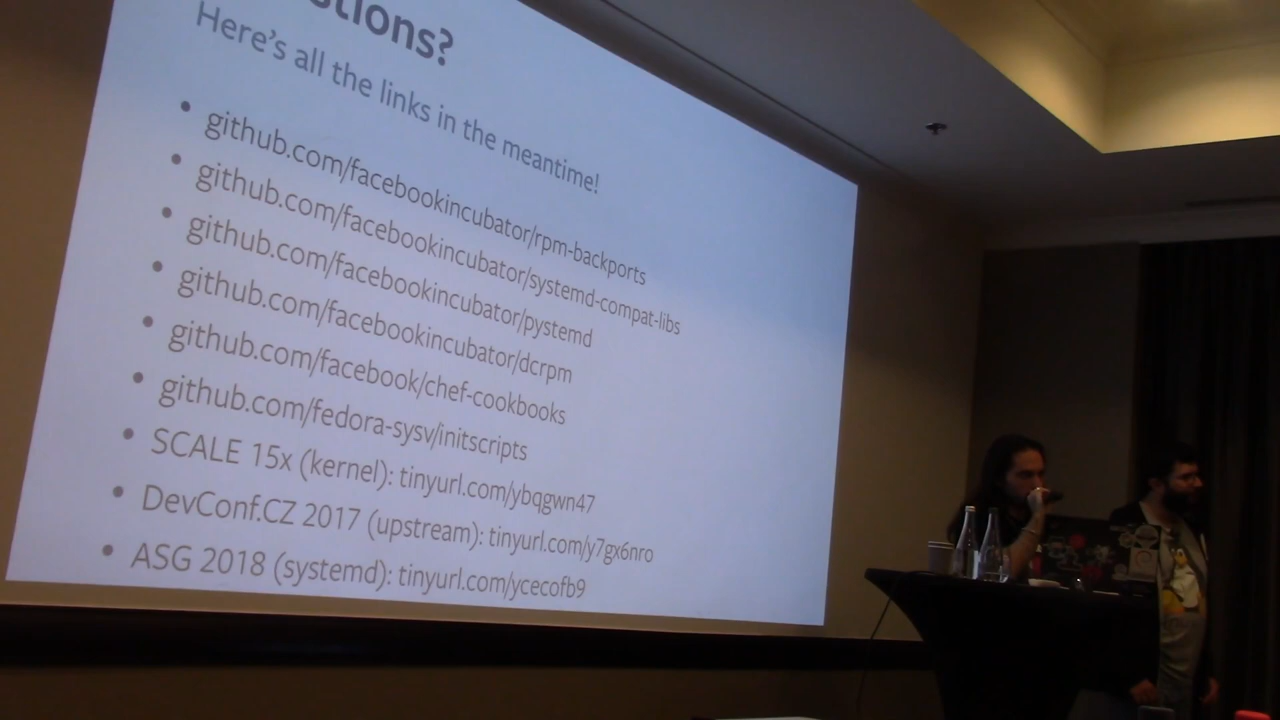 stions?
Here's all the links in the meantime!
• github.com/facebookincubator/rpm-backports
• github.com/facebookincubator/systemd-compat-libs
• github.com/facebookincubator/pystemd
• github.com/facebookincubator/dcrpm
• github.com/facebook/chef-cookbooks
• github.com/fedora-sysv/initscripts
• SCALE 15x (kernel): tinyurl.com/ybqgwn47
• DevConf.CZ 2017 (upstream): tinyurl.com/y7gx6nro
• ASG 2018 (systemd): tinyurl.com/ycecofb9